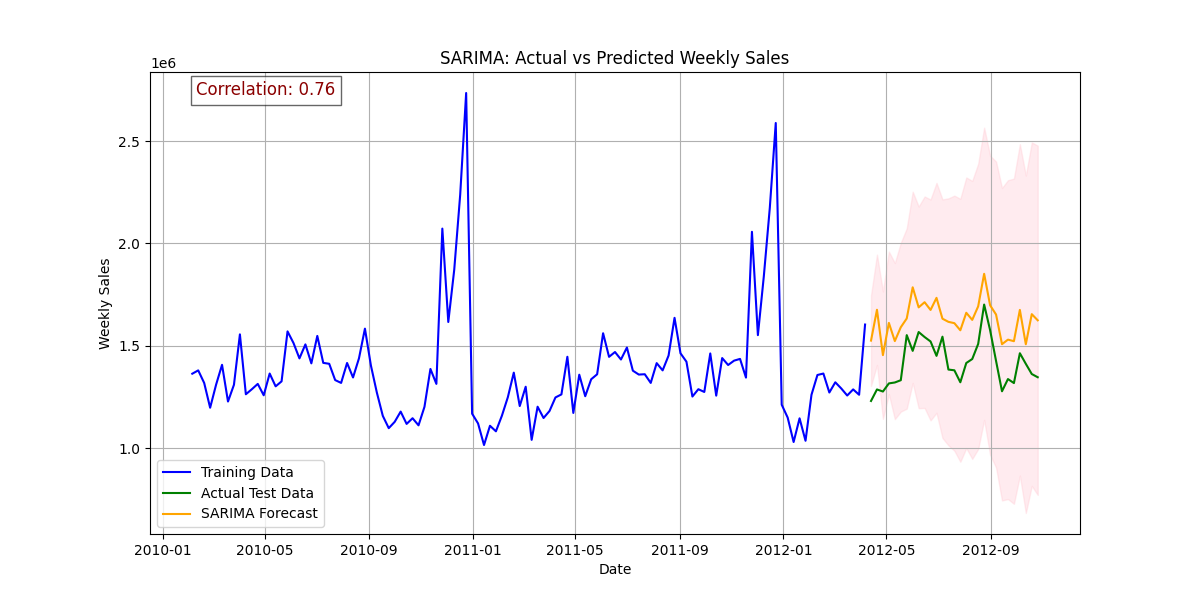 SARIMA: Actual vs Predicted Weekly Sales
1e6
Correlation: 0.76
2.5
2.0
1.5
1.0
Weekly Sales
Training Data
Actual Test Data
SARIMA Forecast
2010-01 2010-05 2010-09 2011-01 2011-05 2011-09 2012-01 2012-05 2012-09
Date